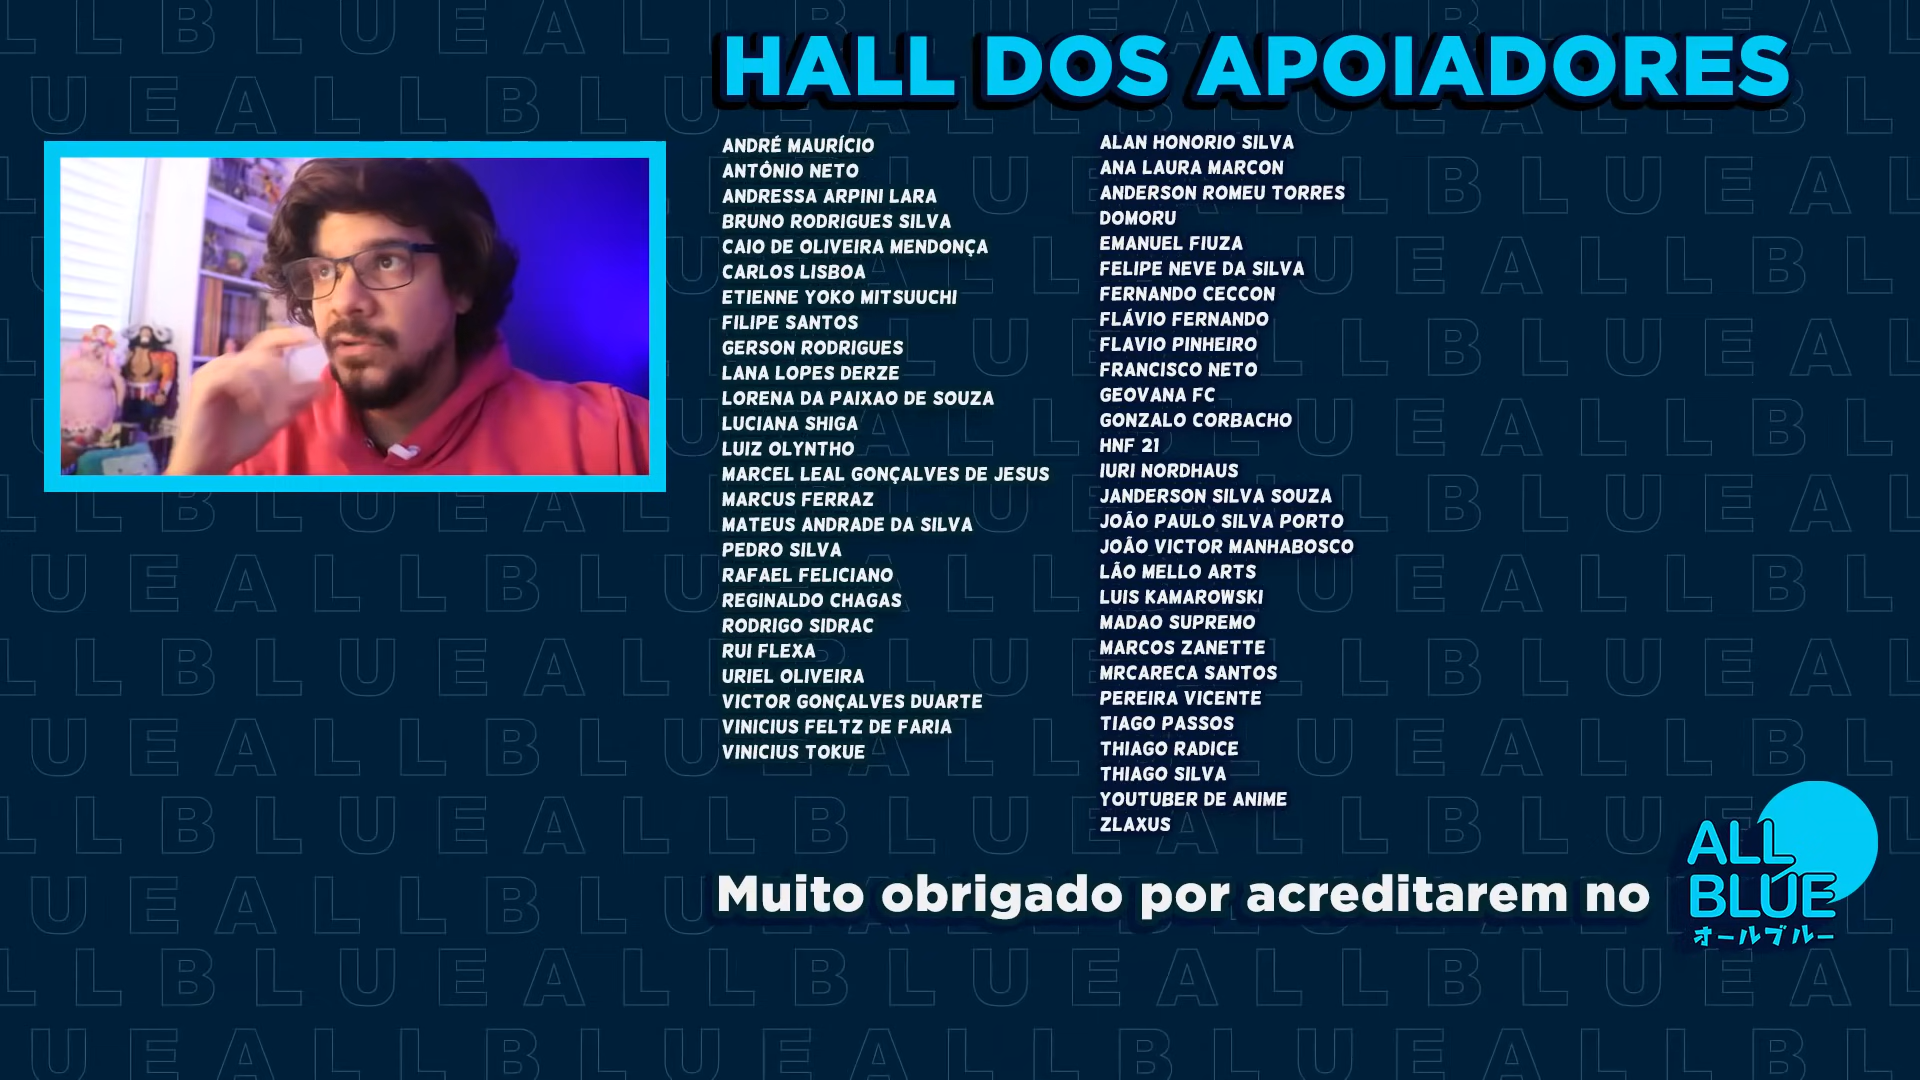 HALL DOS APOIADORES
ANDRÉ MAURÍCIO
ANTÔNIO NETO
ANDRESSA ARPINI LARA
BRUNO RODRIGUES SILVA
CAIO DE OLIVEIRA MENDONÇA
CARLOS LISBOA
ETIENNE YOKO MITSUUCHI
FILIPE SANTOS
GERSON RODRIGUES
LANA LOPES DERZE
LORENA DA PAIXAO DE SOUZA
LUCIANA SHIGA
LUIZ OLYNTHO
MARCEL LEAL GONÇALVES DE JESUS
MARCUS FERRAZ
MATEUS ANDRADE DA SILVA
PEDRO SILVA
RAFAEL FELICIANO
REGINALDO CHAGAS
RODRIGO SIDRAC
RUI FLEXA
URIEL OLIVEIRA
VICTOR GONÇALVES DUARTE
VINICIUS FELTZ DE FARIA
VINICIUS TOKUE
ALAN HONORIO SILVA
ANA LAURA MARCON
ANDERSON ROMEU TORRES
DOMORU
EMANUEL FIUZA
FELIPE NEVE DA SILVA
FERNANDO CECCON
FLÁVIO FERNANDO
FLAVIO PINHEIRO
FRANCISCO NETO
GEOVANA FC
GONZALO CORBACHO
HNF 21
IURI NORDHAUS
JANDERSON SILVA SOUZA
JOÃO PAULO SILVA PORTO
JOÃO VICTOR MANHABOSCO
LÃO MELLO ARTS
LUIS KAMAROWSKI
MADAO SUPREMO
MARCOS ZANETTE
MRCARECA SANTOS
PEREIRA VICENTE
TIAGO PASSOS
THIAGO RADICE
THIAGO SILVA
YOUTUBER DE ANIME
ZLAXUS
Muito obrigado por acreditarem no
ALL
BLUE
オールブルー